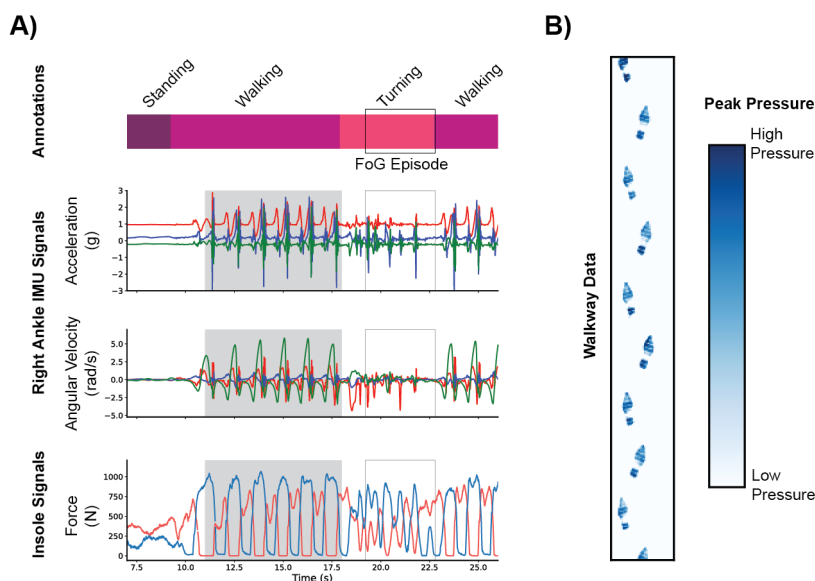 A)
B)
Annotations
Standing
Walking
Turning
Walking
FoG Episode
Right Ankle IMU Signals
Acceleration
(g)
3
2
1
0
−1
−2
−3
Angular Velocity
(rad/s)
5.0
2.5
0.0
−2.5
−5.0
Insole Signals
Force
(N)
1000
750
500
250
0
7.5 10.0 12.5 15.0 17.5 20.0 22.5 25.0
Time (s)
Walkway Data
Peak Pressure
High
Pressure
Low
Pressure